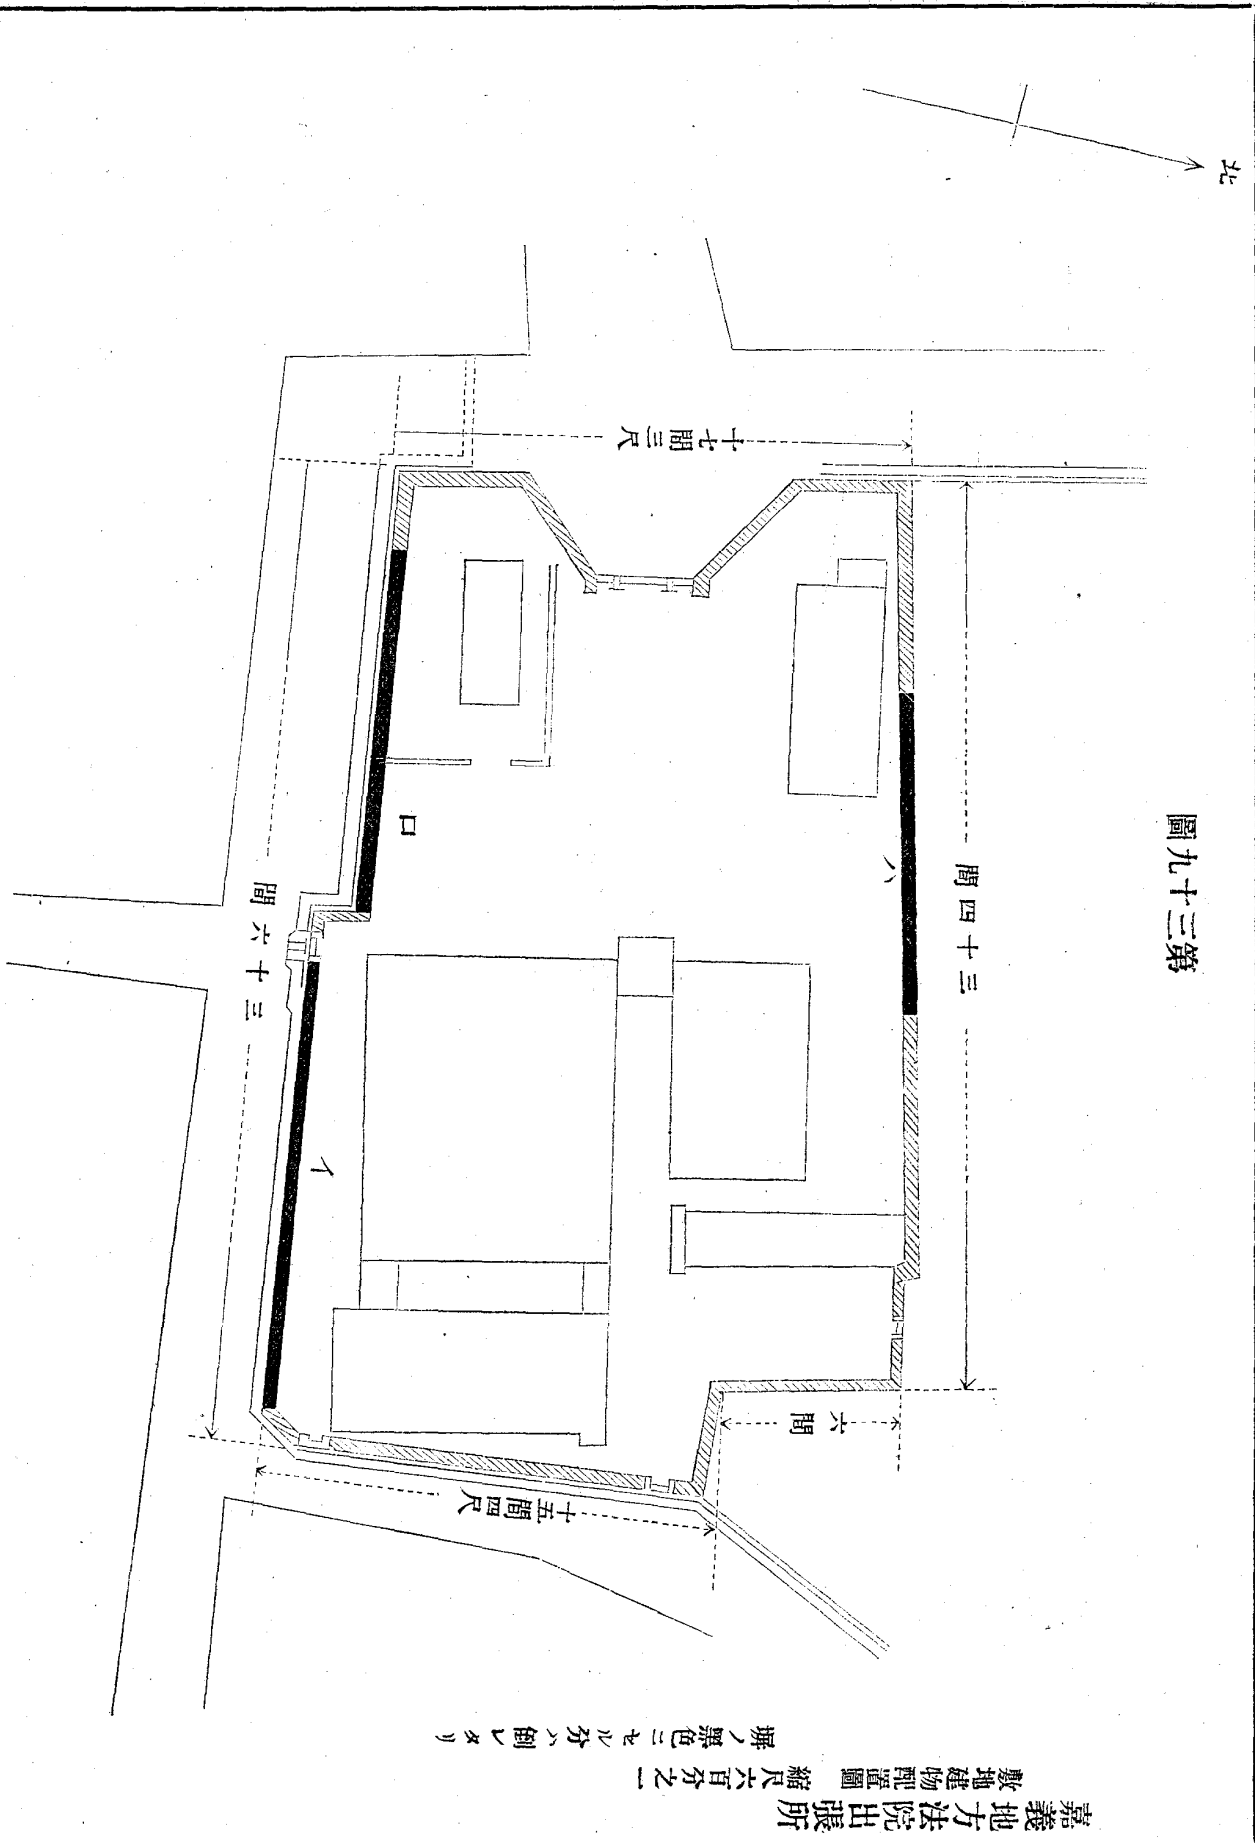 圖九十三第
嘉義地方法院出張所
敷地建物配置圖　縮尺六百分之一
塀ノ黒色ニセル分ハ倒レタリ
北
十七間三尺
間四十三
間六十三
十五間四尺
六間
イ
ロ
ハ